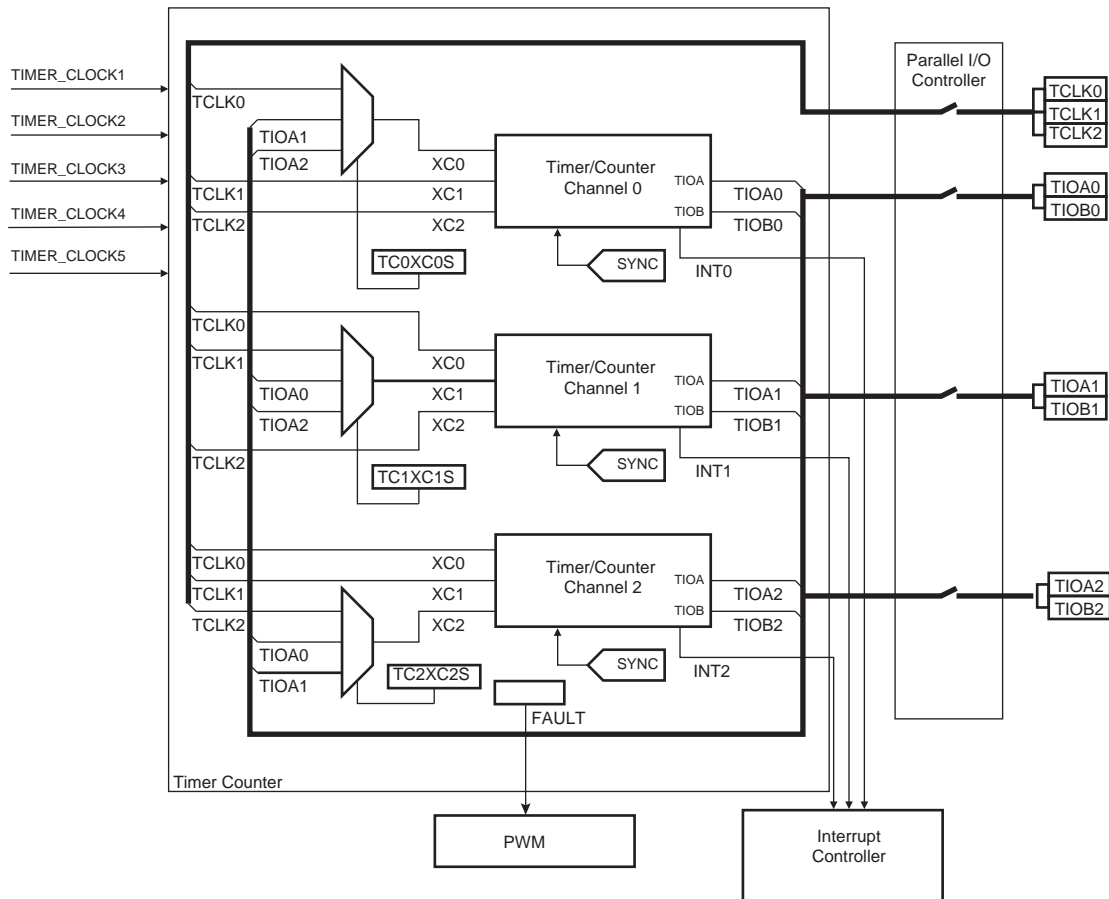 TIMER_CLOCK1
TIMER_CLOCK2
TIMER_CLOCK3
TIMER_CLOCK4
TIMER_CLOCK5
TCLK0
TIOA1
TIOA2
TCLK1
TCLK2
XC0
XC1
XC2
TC0XC0S
Timer/Counter
Channel 0
TIOA
TIOB
TIOA0
TIOB0
SYNC
INT0
TCLK0
TCLK1
TIOA0
TIOA2
TCLK2
XC0
XC1
XC2
TC1XC1S
Timer/Counter
Channel 1
TIOA
TIOB
TIOA1
TIOB1
SYNC
INT1
TCLK0
TCLK1
TCLK2
TIOA0
TIOA1
XC0
XC1
XC2
TC2XC2S
Timer/Counter
Channel 2
TIOA
TIOB
TIOA2
TIOB2
SYNC
INT2
FAULT
Timer Counter
PWM
Parallel I/O
Controller
TCLK0
TCLK1
TCLK2
TIOA0
TIOB0
TIOA1
TIOB1
TIOA2
TIOB2
Interrupt
Controller